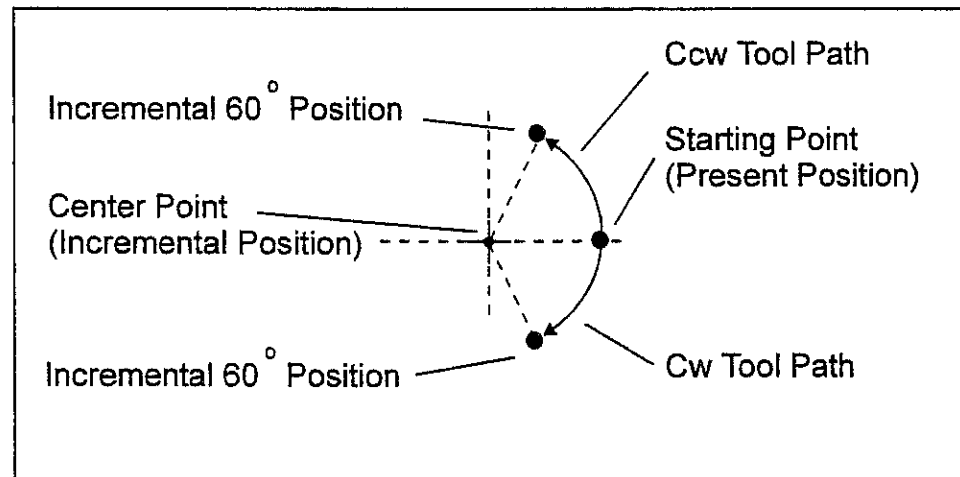 Ccw Tool Path
Incremental 60° Position
Starting Point
(Present Position)
Center Point
(Incremental Position)
Incremental 60° Position
Cw Tool Path